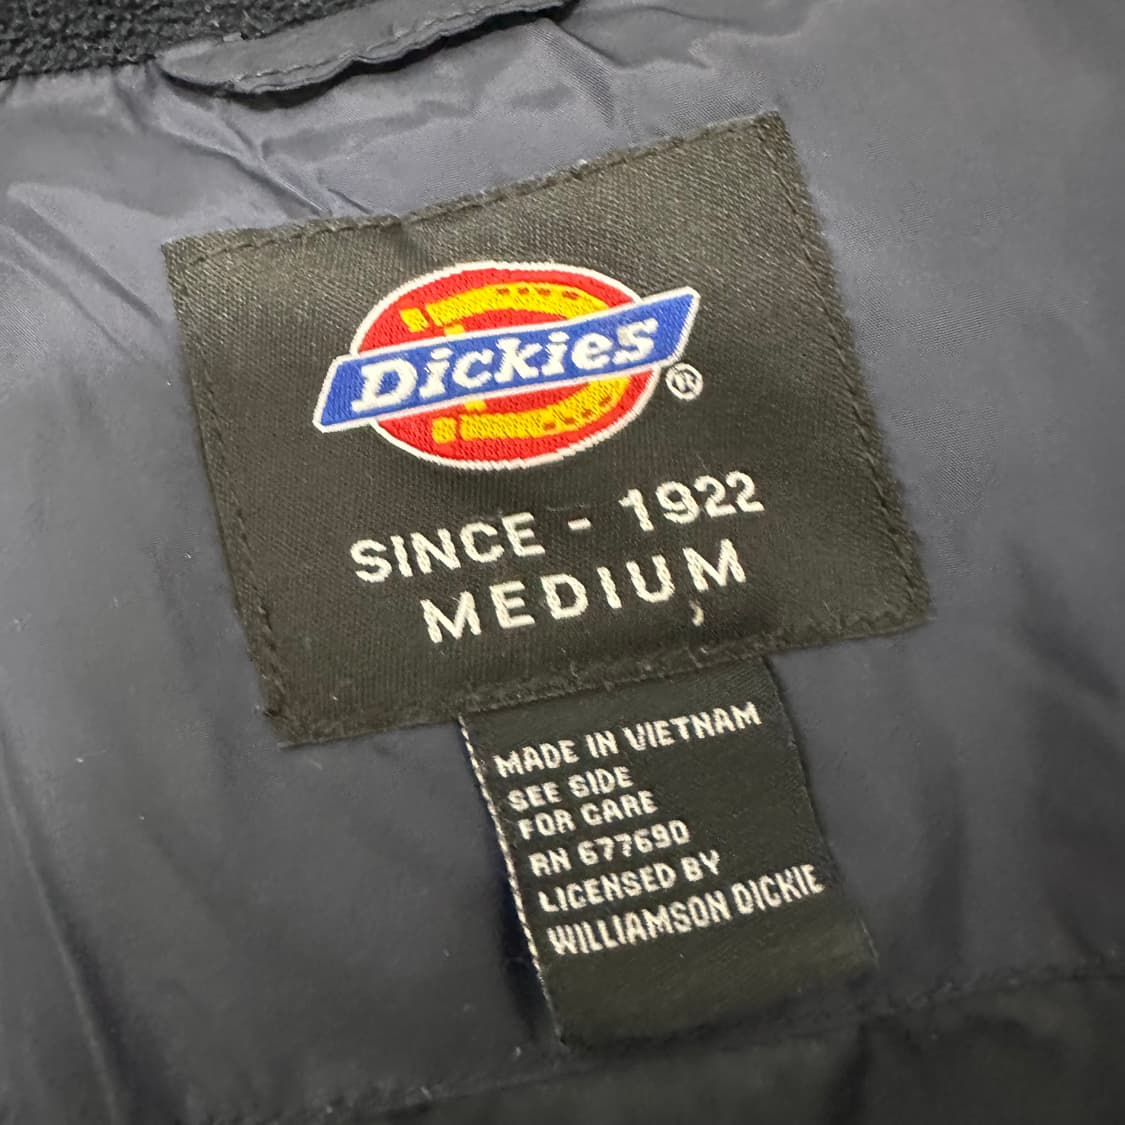 Dickies
®
SINCE - 1922
MEDIUM
MADE IN VIETNAM
SEE SIDE
FOR CARE
RN 67769D
LICENSED BY
WILLIAMSON DICKIE